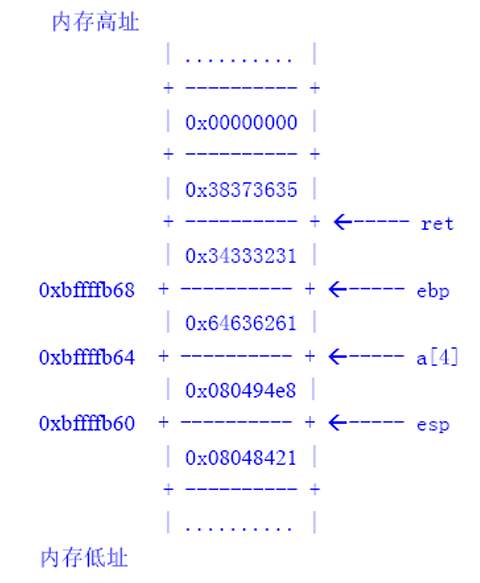 内存高址
| .......... |
+ ---------- +
| 0x00000000 |
+ ---------- +
| 0x38373635 |
+ ---------- + ←----- ret
| 0x34333231 |
0xbffffb68 + ---------- + ←----- ebp
| 0x64636261 |
0xbffffb64 + ---------- + ←----- a[4]
| 0x080494e8 |
0xbffffb60 + ---------- + ←----- esp
| 0x08048421 |
+ ---------- +
| .......... |
内存低址